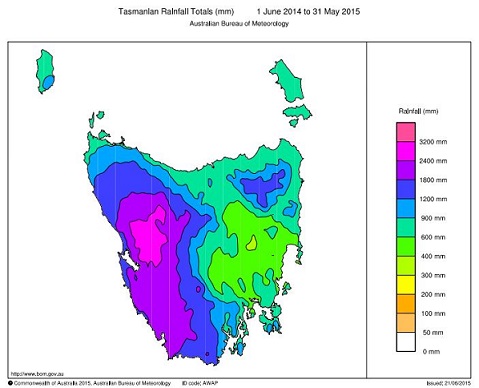 Tasmanian Rainfall Totals (mm) 1 June 2014 to 31 May 2015
Australian Bureau of Meteorology
Rainfall (mm)
3200 mm
2400 mm
1800 mm
1200 mm
900 mm
600 mm
400 mm
300 mm
200 mm
100 mm
50 mm
0 mm
http://www.bom.gov.au
© Commonwealth of Australia 2015, Australian Bureau of Meteorology ID code: AWAP Issued: 21/06/2015